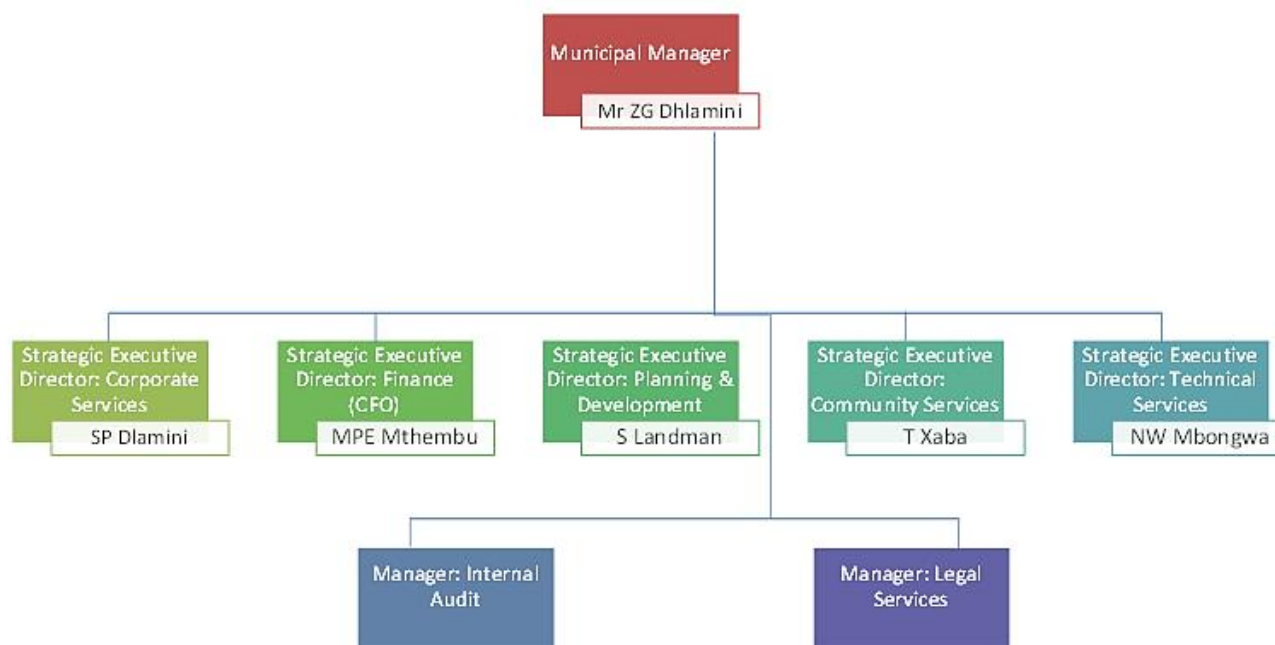 Municipal Manager
Mr ZG Dhlamini
Strategic Executive
Director: Corporate
Services
SP Dlamini
Strategic Executive
Director: Finance
(CFO)
MPE Mthembu
Strategic Executive
Director: Planning &
Development
S Landman
Strategic Executive
Director:
Community Services
T Xaba
Strategic Executive
Director: Technical
Services
NW Mbongwa
Manager: Internal
Audit
Manager: Legal
Services